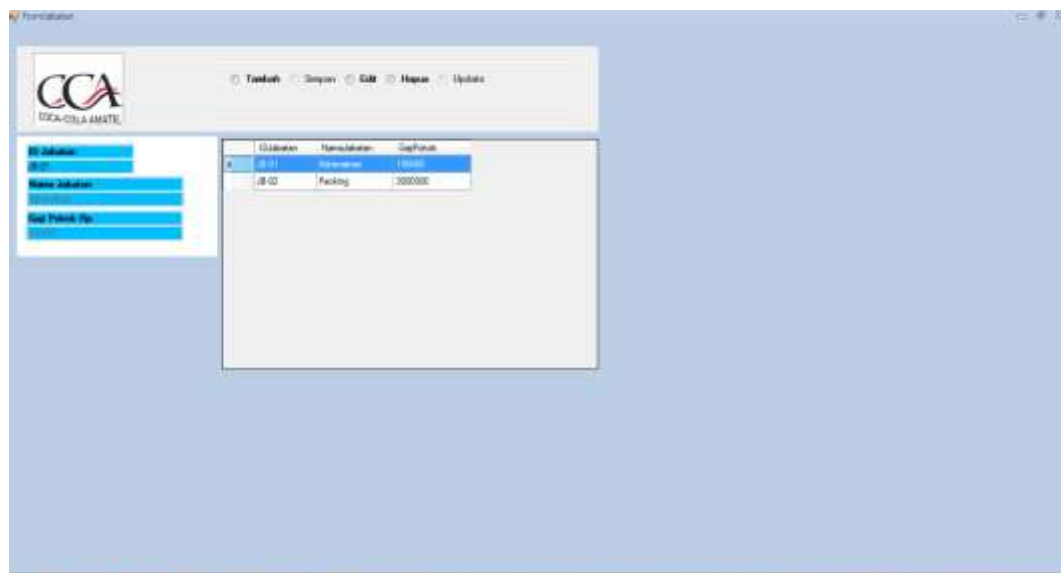 FormJabatan
CCA
COCA-COLA AMATIL
Tambah Simpan Edit Hapus Update
ID Jabatan
JB-01
Nama Jabatan
Gaji Pokok Rp.
IDJabatan NamaJabatan GajiPokok
JB-01
JB-02 Packing 3000000